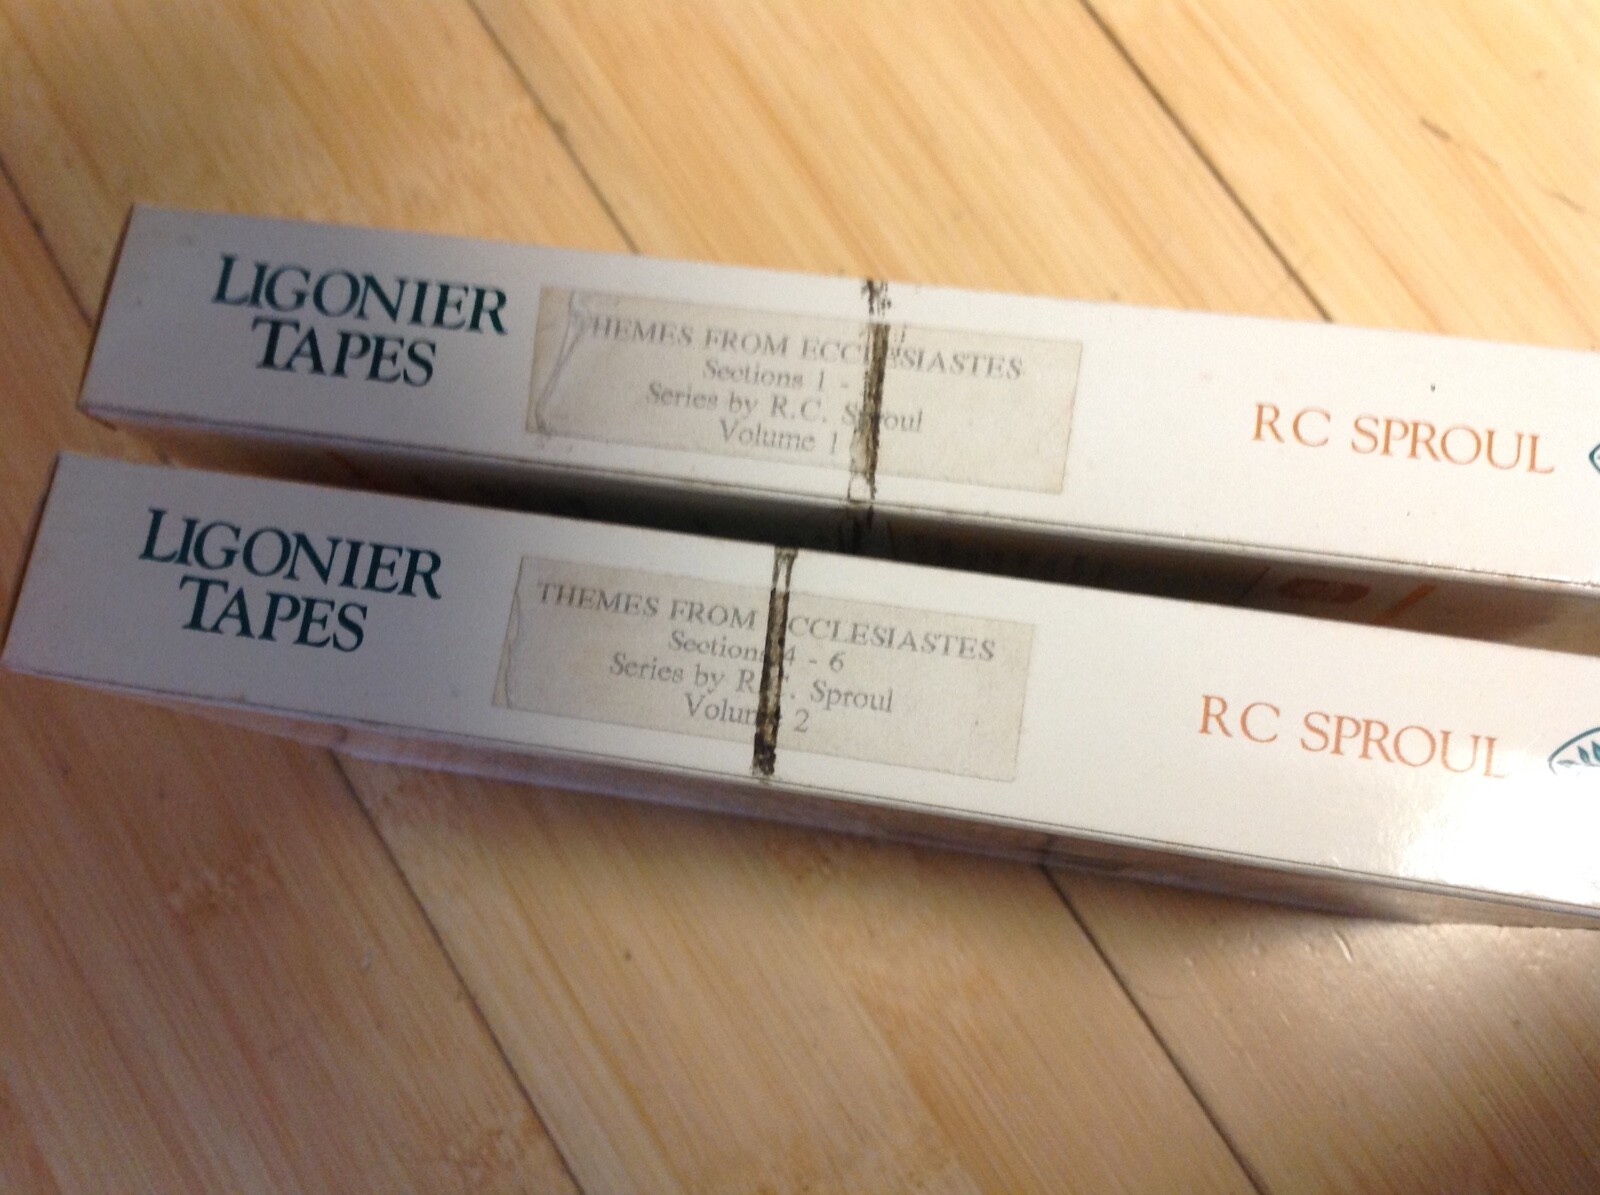 LIGONIER
TAPES
THEMES FROM ECCLESIASTES
Sections 1 -
Series by R.C. Sproul
Volume 1
RC SPROUL
LIGONIER
TAPES
THEMES FROM ECCLESIASTES
Sections 4 - 6
Series by R.C. Sproul
Volume 2
RC SPROUL